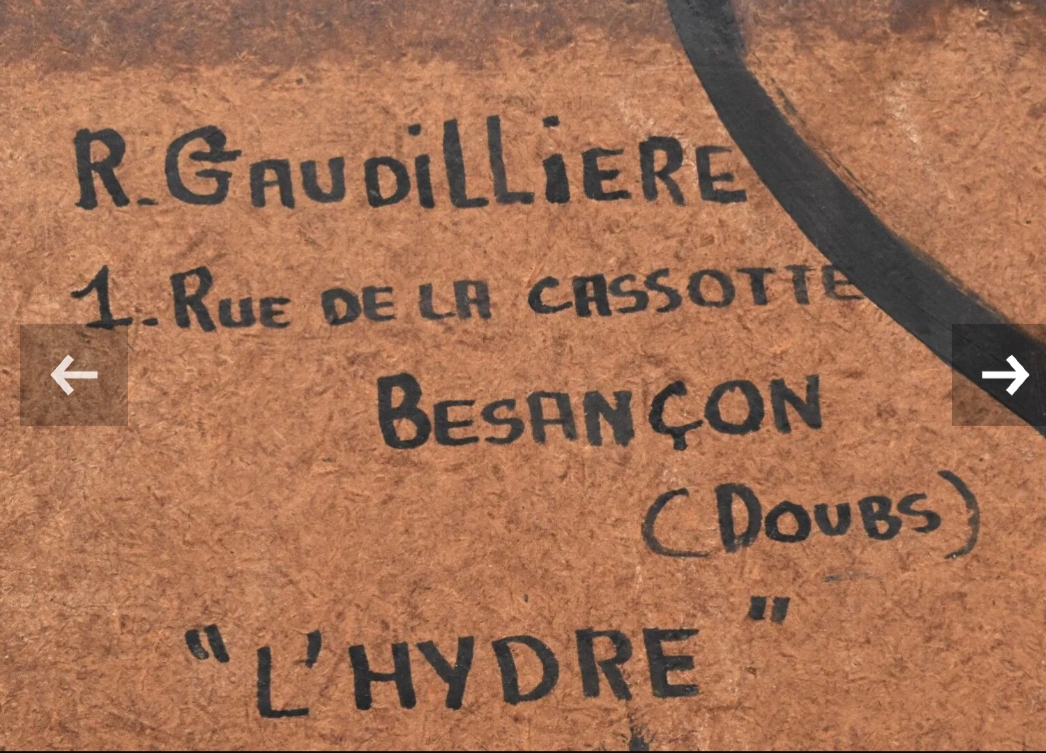 R. GAUDiLLiERE
1. RUE DE LA CASSOTTE
BESANÇON
(DOUBS)
"L'HYDRE"